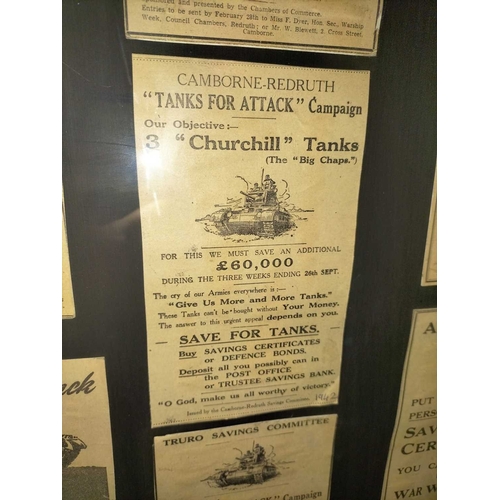 sponsored and presented by the Chambers of Commerce.
Entries to be sent by February 28th to Miss F. Dyer, Hon. Sec., Warship
Week, Council Chambers, Redruth; or Mr. W. Blewett, 2, Cross Street,
Camborne.
CAMBORNE-REDRUTH
"TANKS FOR ATTACK" Campaign
Our Objective:—
3 "Churchill" Tanks
(The "Big Chaps.")
FOR THIS WE MUST SAVE AN ADDITIONAL
£60,000
DURING THE THREE WEEKS ENDING 26th SEPT.
The cry of our Armies everywhere is:—
"Give Us More and More Tanks."
These Tanks can't be bought without Your Money.
The answer to this urgent appeal depends on you.
SAVE FOR TANKS.
Buy SAVINGS CERTIFICATES
or DEFENCE BONDS.
Deposit all you possibly can in
the POST OFFICE
or TRUSTEE SAVINGS BANK.
"O God, make us all worthy of victory."
Issued by the Camborne-Redruth Savings Committee.
TRURO SAVINGS COMMITTEE
Campaign
PUT
SAV
CER
YOU C
WAR W